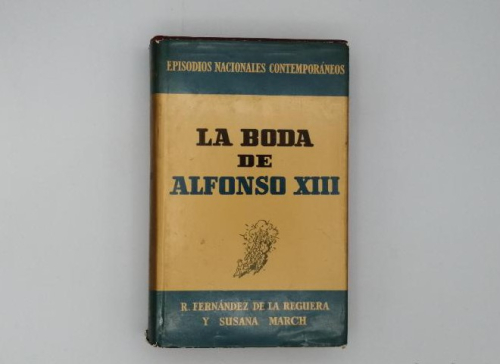 EPISODIOS NACIONALES CONTEMPORÁNEOS
LA BODA
DE
ALFONSO XIII
R. FERNÁNDEZ DE LA REGUERA
Y SUSANA MARCH